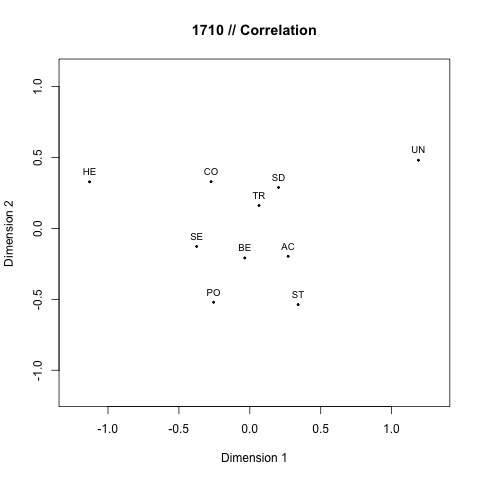 1710 // Correlation
1.0
UN
0.5
HE
CO
SD
TR
0.0
SE
BE
AC
PO
ST
-0.5
-1.0
Dimension 2
-1.0 -0.5 0.0 0.5 1.0
Dimension 1